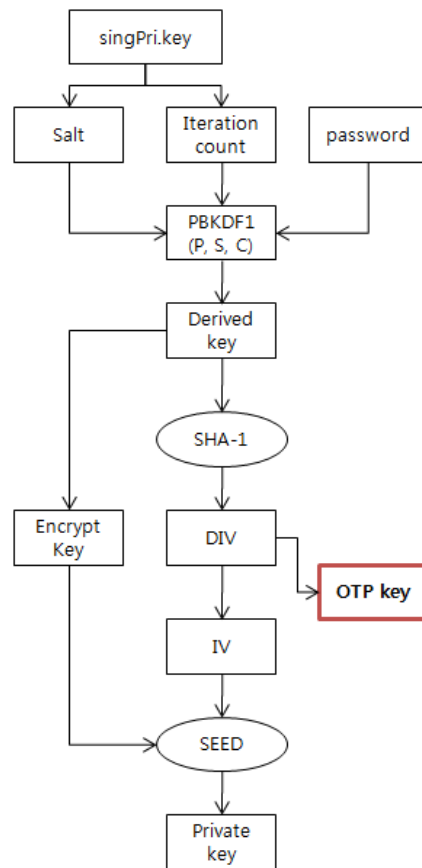 singPri.key
Salt
Iteration
count
password
PBKDF1
(P, S, C)
Derived
key
SHA-1
Encrypt
Key
DIV
OTP key
IV
SEED
Private
key